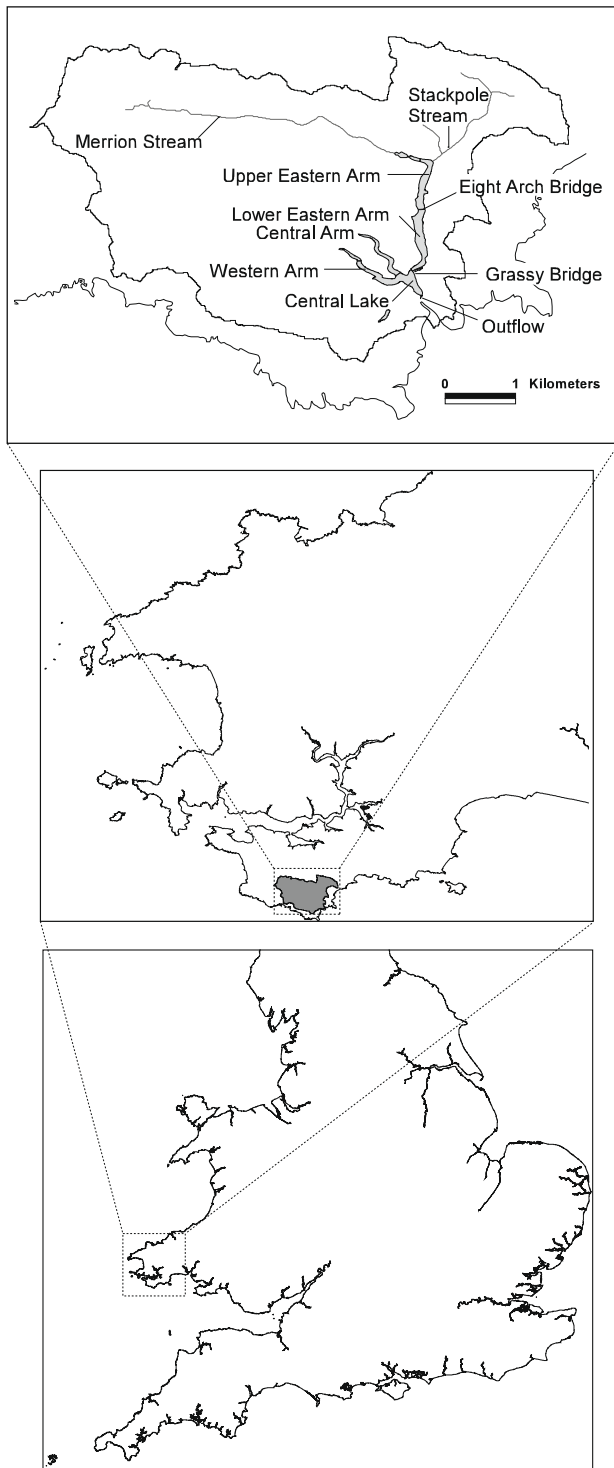 Stackpole
Stream
Merrion Stream
Upper Eastern Arm
Eight Arch Bridge
Lower Eastern Arm
Central Arm
Western Arm
Grassy Bridge
Central Lake
Outflow
0 1 Kilometers